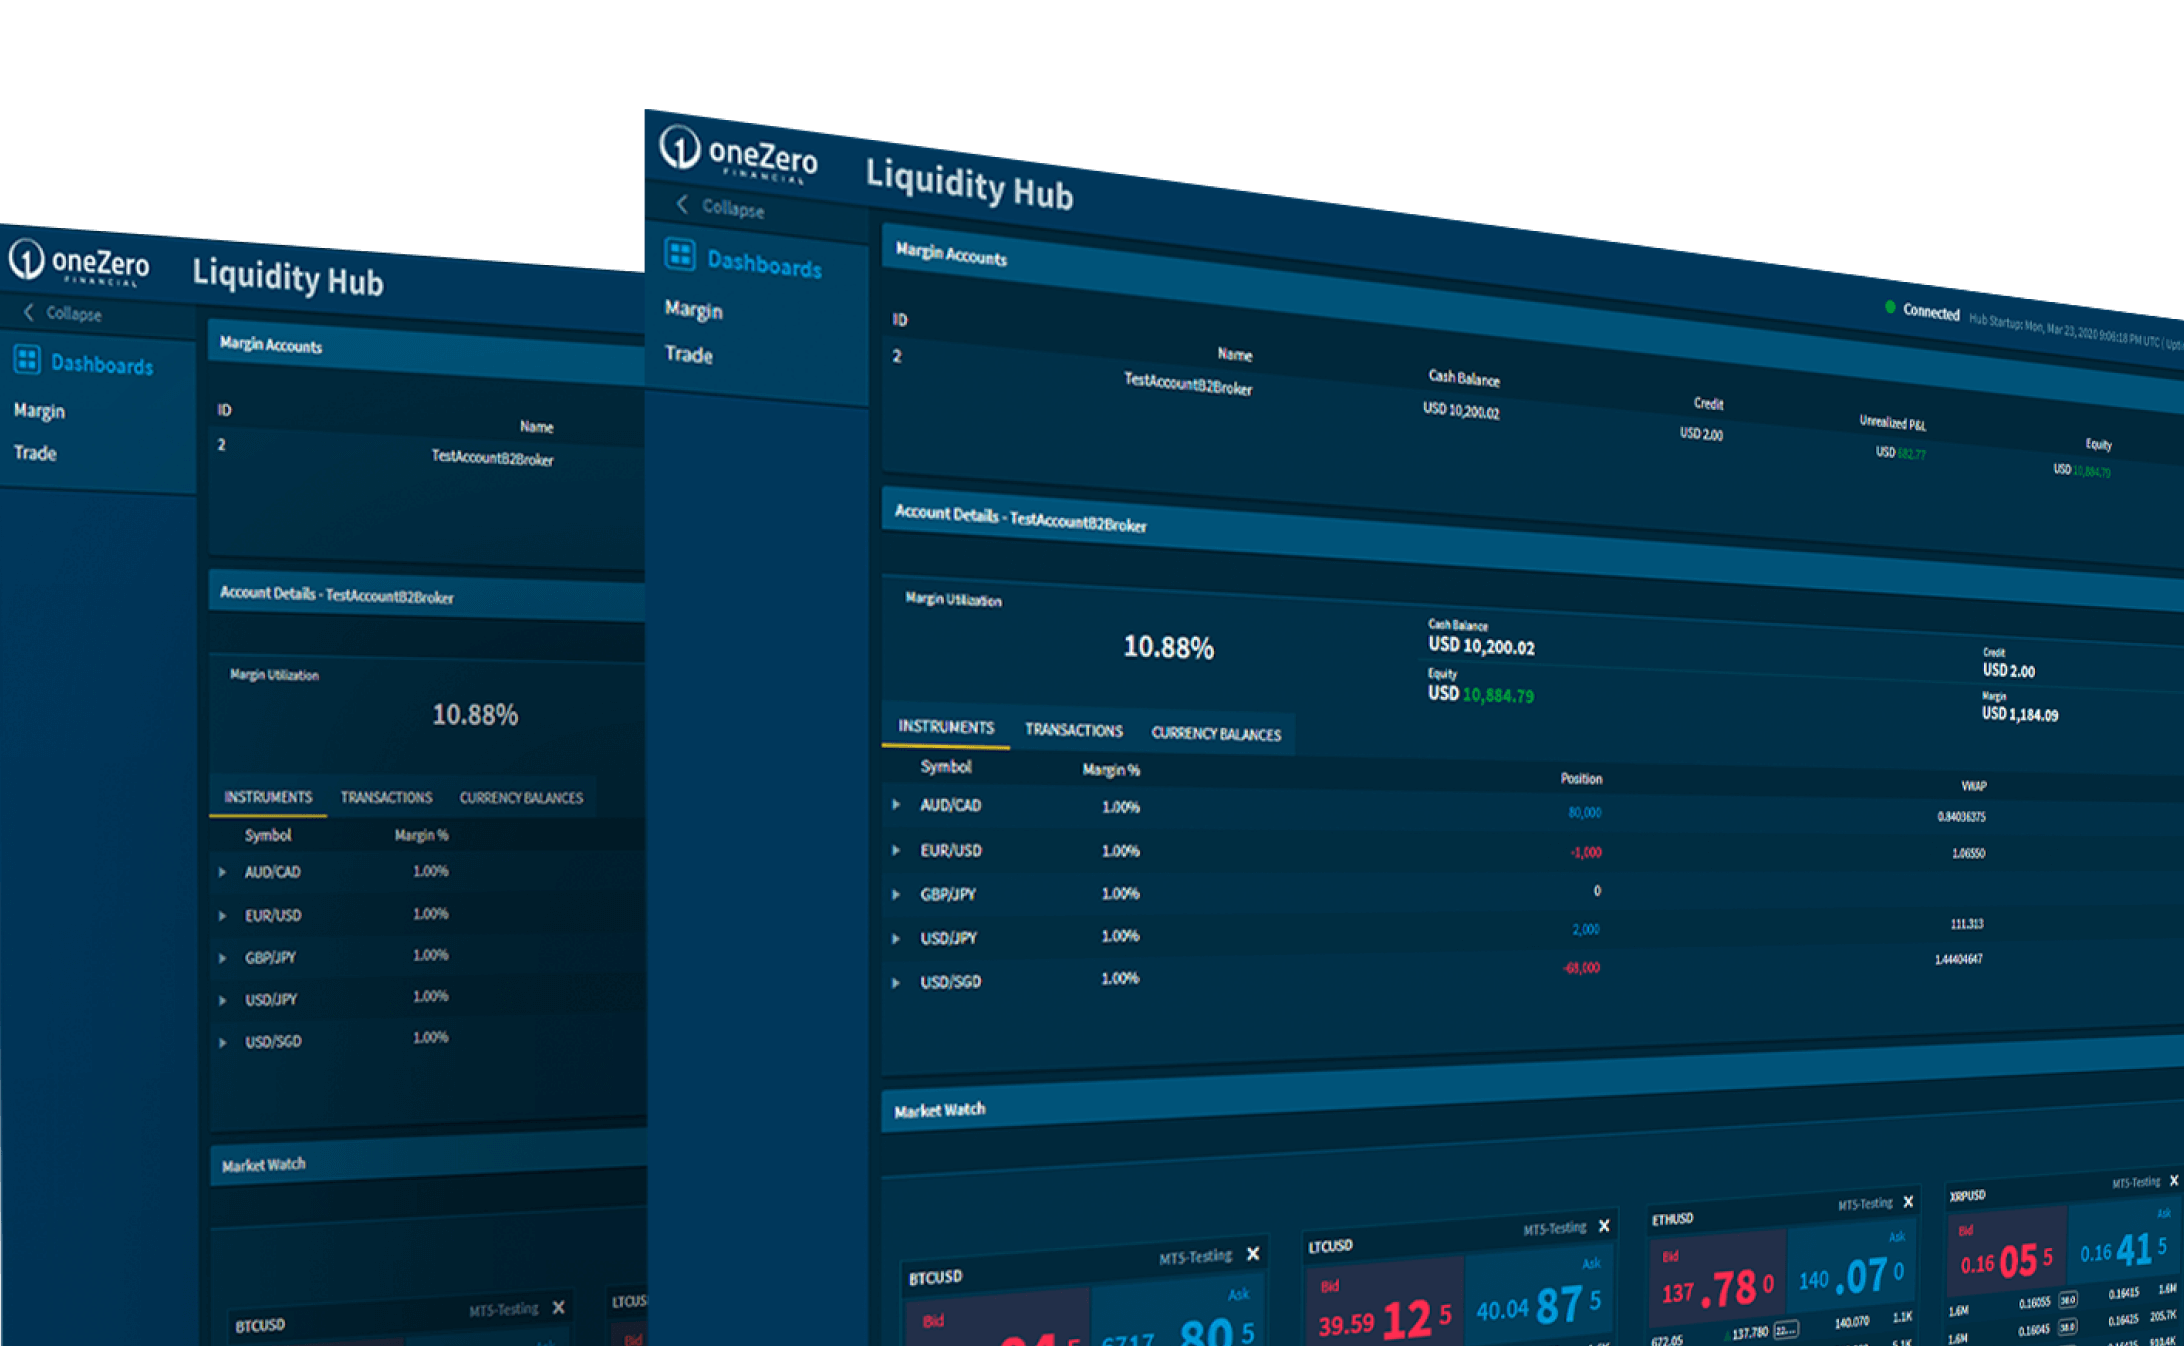 oneZero
FINANCIAL
Liquidity Hub
Collapse
Dashboards
Margin
Trade
Margin Accounts
ID
Name
2
TestAccountB2Broker
Account Details - TestAccountB2Broker
Margin Utilization
10.88%
INSTRUMENTS TRANSACTIONS CURRENCY BALANCES
Symbol Margin %
AUD/CAD 1.00%
EUR/USD 1.00%
GBP/JPY 1.00%
USD/JPY 1.00%
USD/SGD 1.00%
Market Watch
BTCUSD MT5-Testing
Bid
oneZero
FINANCIAL
Liquidity Hub
Connected Hub Startup: Mon, Mar 23, 2020 9:06:18 PM UTC
Collapse
Dashboards
Margin
Trade
Margin Accounts
ID Name Cash Balance Credit Unrealized P&L Equity
2 TestAccountB2Broker USD 10,200.02 USD 2.00 USD 682.77 USD 10,884.79
Account Details - TestAccountB2Broker
Margin Utilization
10.88%
Cash Balance
USD 10,200.02
Equity
USD 10,884.79
Credit
USD 2.00
Margin
USD 1,184.09
INSTRUMENTS TRANSACTIONS CURRENCY BALANCES
Symbol Margin % Position VWAP
AUD/CAD 1.00% 80,000 0.84036375
EUR/USD 1.00% -1,000 1.06550
GBP/JPY 1.00% 0
USD/JPY 1.00% 2,000 111.313
USD/SGD 1.00% -68,000 1.44404647
Market Watch
BTCUSD MT5-Testing
Bid Ask
6717 80 5
LTCUSD MT5-Testing
Bid Ask
39.59 12 5 40.04 87 5
ETHUSD MT5-Testing
Bid Ask
137 .78 0 140 .07 0
672.05 137.780 140.070 1.1K
XRPUSD MT5-Testing
Bid Ask
0.16 05 5 0.16 41 5
1.6M 0.16055 36.0 0.16415 1.6M
1.6M 0.16045 38.0 0.16425 205.7K